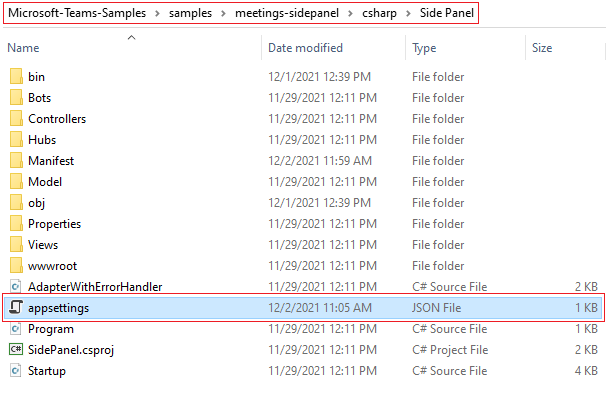 Microsoft-Teams-Samples > samples > meetings-sidepanel > csharp > Side Panel
Name Date modified Type Size
bin 12/1/2021 12:39 PM File folder
Bots 11/29/2021 12:11 PM File folder
Controllers 11/29/2021 12:11 PM File folder
Hubs 11/29/2021 12:11 PM File folder
Manifest 12/2/2021 11:59 AM File folder
Model 11/29/2021 12:11 PM File folder
obj 12/1/2021 12:39 PM File folder
Properties 11/29/2021 12:11 PM File folder
Views 11/29/2021 12:11 PM File folder
wwwroot 11/29/2021 12:11 PM File folder
AdapterWithErrorHandler 11/29/2021 12:11 PM C# Source File 2 KB
appsettings 12/2/2021 11:05 AM JSON File 1 KB
Program 11/29/2021 12:11 PM C# Source File 1 KB
C# SidePanel.csproj 11/29/2021 12:11 PM C# Project File 2 KB
Startup 11/29/2021 12:11 PM C# Source File 4 KB